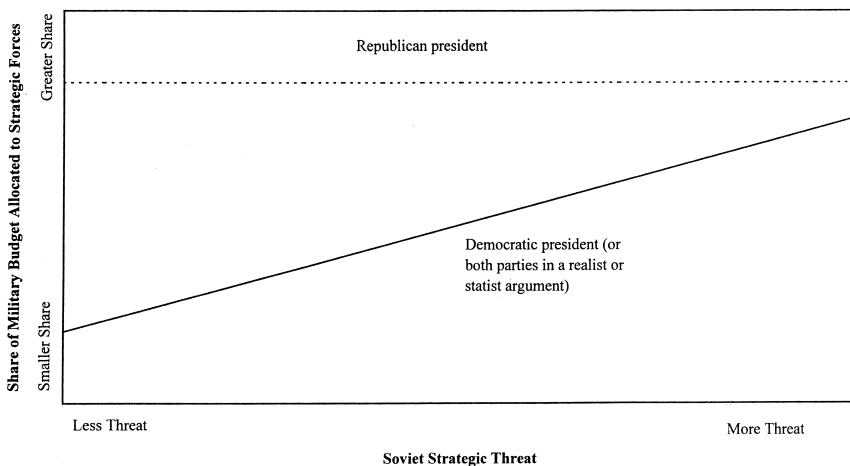 Share of Military Budget Allocated to Strategic Forces
Greater Share
Smaller Share
Republican president
Democratic president (or
both parties in a realist or
statist argument)
Less Threat
More Threat
Soviet Strategic Threat